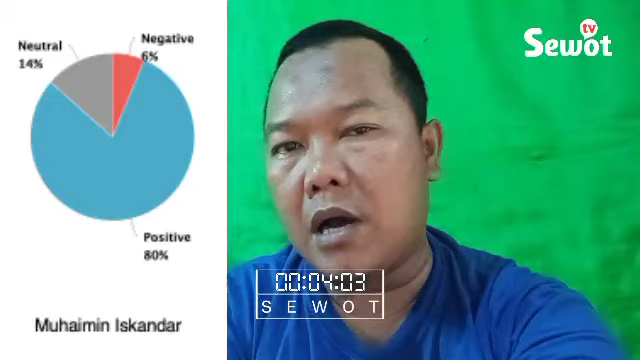 Neutral
14%
Negative
6%
Positive
80%
Muhaimin Iskandar
tv
Sewot
00:04:03
SEWOT